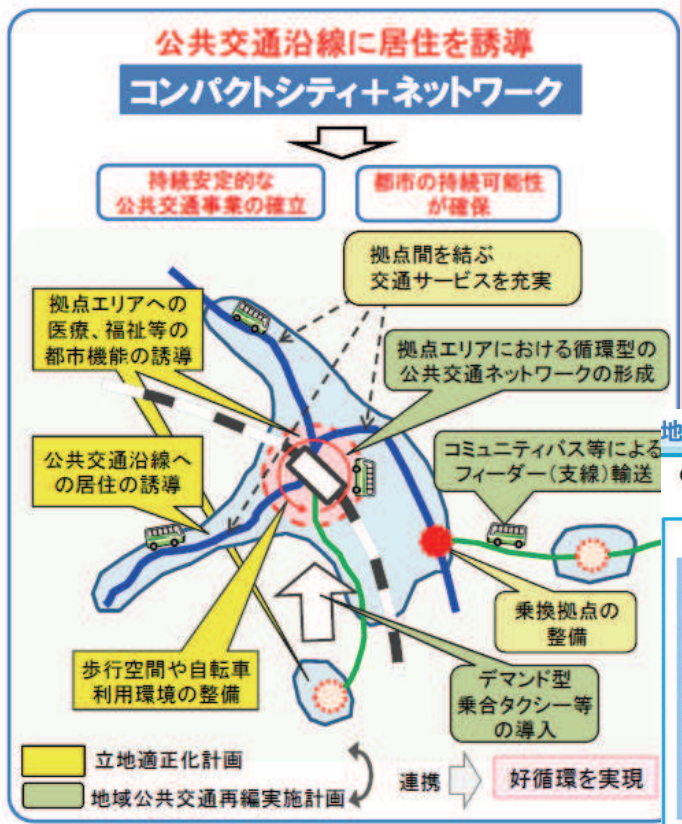 公共交通沿線に居住を誘導
コンパクトシティ+ネットワーク
持続安定的な
公共交通事業の確立
都市の持続可能性
が確保
拠点間を結ぶ
交通サービスを充実
拠点エリアへの
医療、福祉等の
都市機能の誘導
拠点エリアにおける循環型の
公共交通ネットワークの形成
地
コミュニティバス等による
フィーダー(支線)輸送
公共交通沿線へ
の居住の誘導
乗換拠点の
整備
歩行空間や自転車
利用環境の整備
デマンド型
乗合タクシー等
の導入
立地適正化計画
地域公共交通再編実施計画
連携
好循環を実現